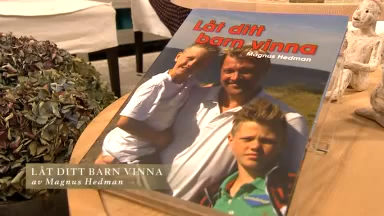 Låt ditt
barn vinna
Magnus Hedman
LÅT DITT BARN VINNA
av Magnus Hedman